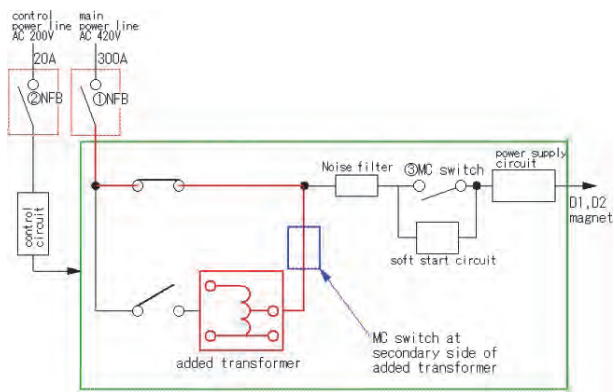 control
power line
AC 200V
main
power line
AC 420V
20A
300A
②NFB
①NFB
control
circuit
Noise filter
③MC switch
power supply
circuit
soft start circuit
D1,D2
magnet
added transformer
MC switch at
secondary side of
added transformer